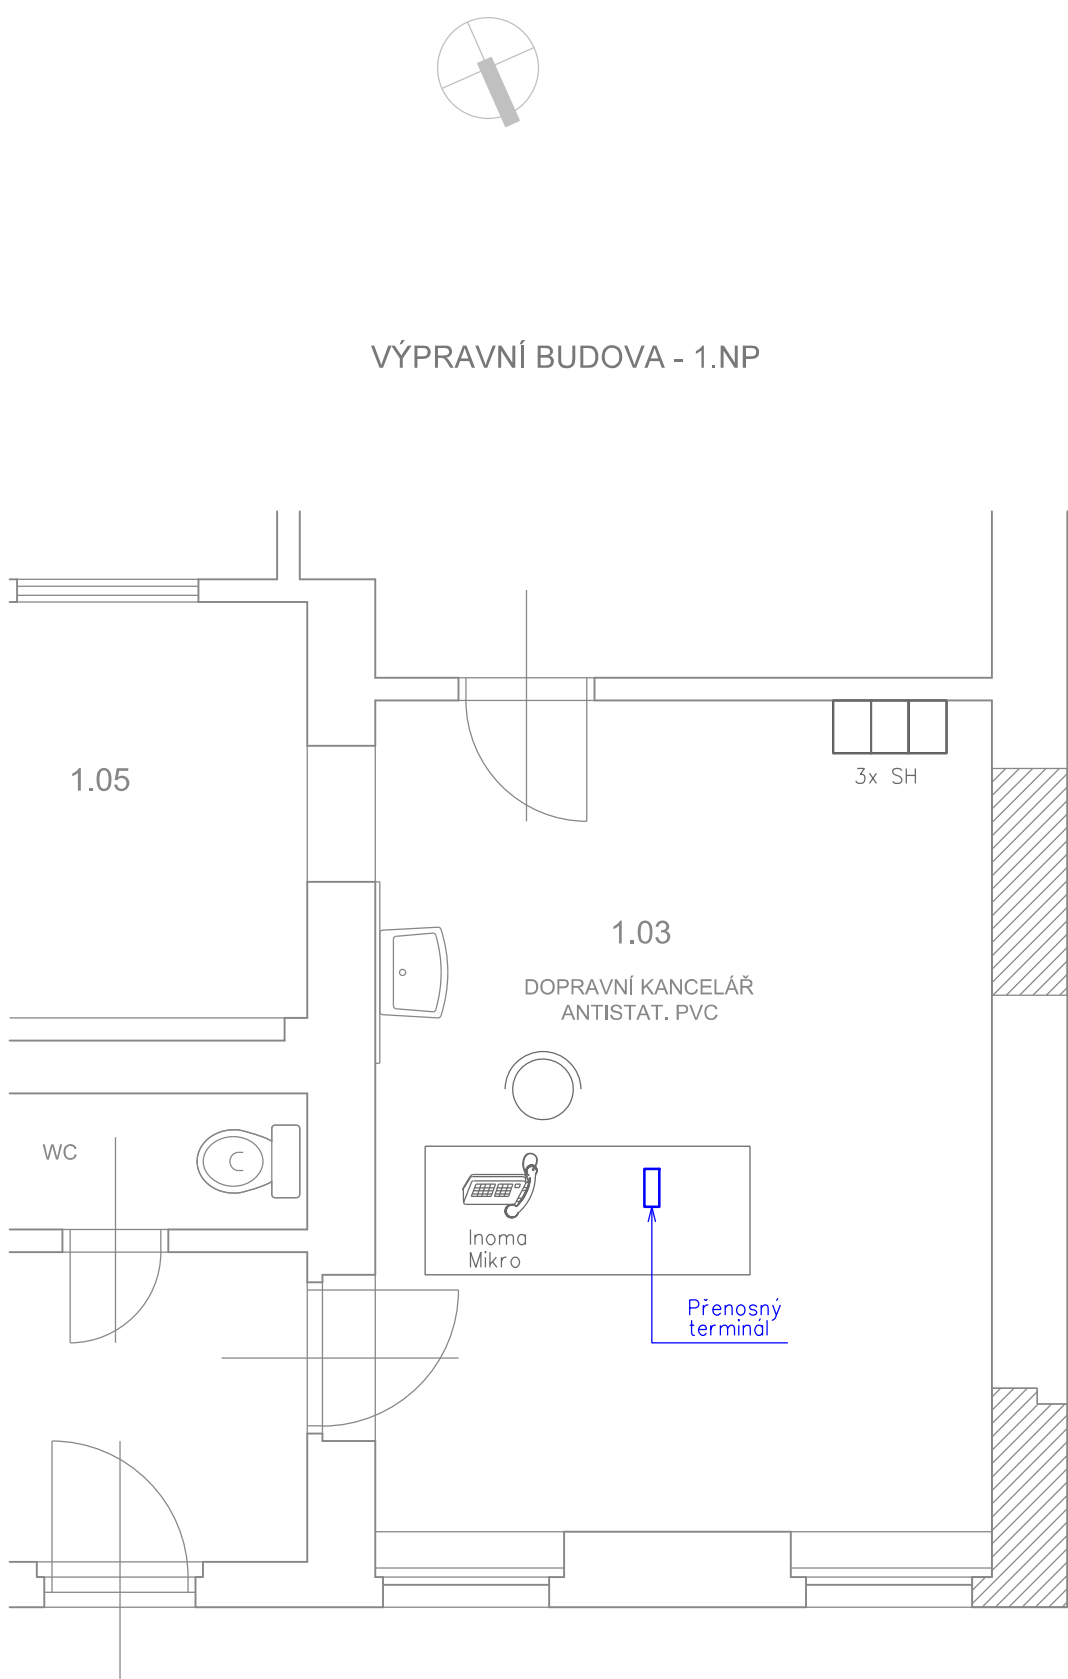 VÝPRAVNÍ BUDOVA - 1.NP
1.05
3x SH
1.03
DOPRAVNÍ KANCELÁŘ
ANTISTAT. PVC
WC
Inoma
Mikro
Přenosný
terminál